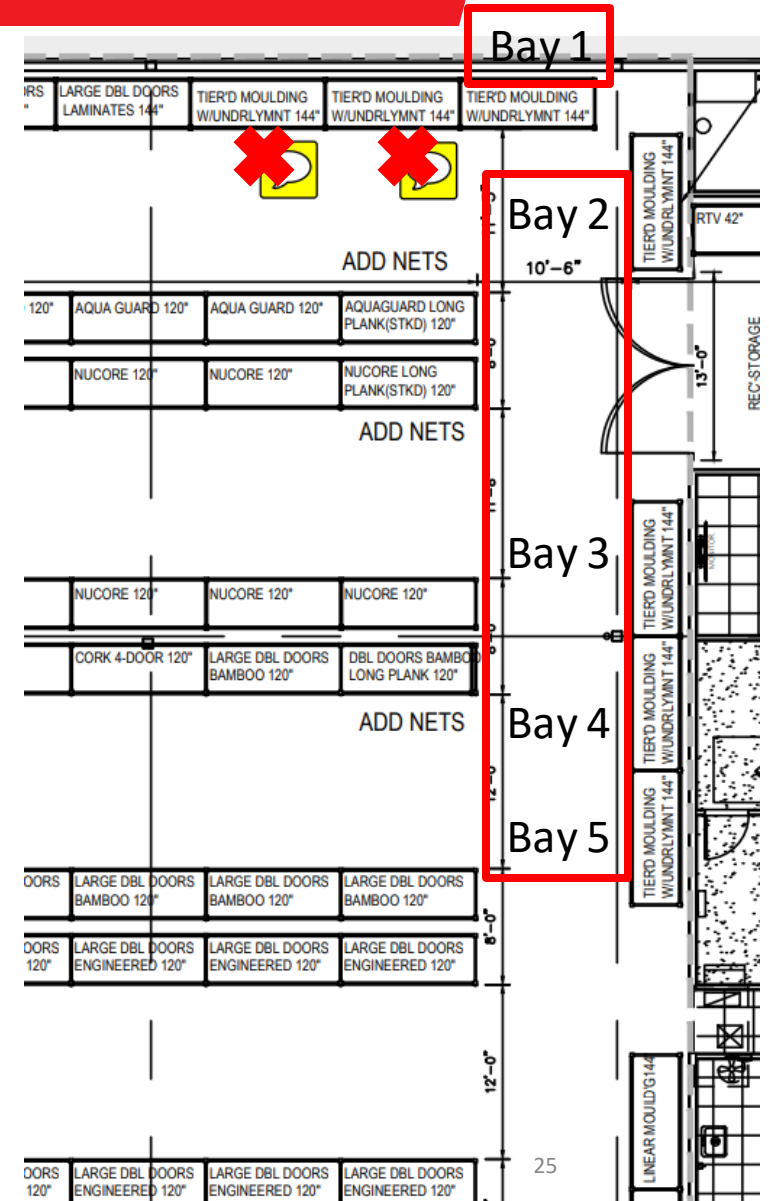 Bay 1
RS
"
LARGE DBL DOORS
LAMINATES 144"
TIER'D MOULDING
W/UNDRLYMNT 144"
TIER'D MOULDING
W/UNDRLYMNT 144"
TIER'D MOULDING
W/UNDRLYMNT 144"
TIER'D MOULDING
W/UNDRLYMNT 144"
RTV 42"
Bay 2
ADD NETS
10'-6"
120"
AQUA GUARD 120"
AQUA GUARD 120"
AQUAGUARD LONG
PLANK(STKD) 120"
NUCORE 120"
NUCORE 120"
NUCORE LONG
PLANK(STKD) 120"
13'-0"
REC'STORAGE
ADD NETS
Bay 3
TIER'D MOULDING
W/UNDRLYMNT 144"
MONITOR
NUCORE 120"
NUCORE 120"
NUCORE 120"
CORK 4-DOOR 120"
LARGE DBL DOORS
BAMBOO 120"
DBL DOORS BAMBOO
LONG PLANK 120"
TIER'D MOULDING
W/UNDRLYMNT 144"
ADD NETS
Bay 4
Bay 5
TIER'D MOULDING
W/UNDRLYMNT 144"
OORS
LARGE DBL DOORS
BAMBOO 120"
LARGE DBL DOORS
BAMBOO 120"
LARGE DBL DOORS
BAMBOO 120"
8'-0"
OORS
120"
LARGE DBL DOORS
ENGINEERED 120"
LARGE DBL DOORS
ENGINEERED 120"
LARGE DBL DOORS
ENGINEERED 120"
12'-0"
LINEAR MOULD'G144
25
OORS
120"
LARGE DBL DOORS
ENGINEERED 120"
LARGE DBL DOORS
ENGINEERED 120"
LARGE DBL DOORS
ENGINEERED 120"